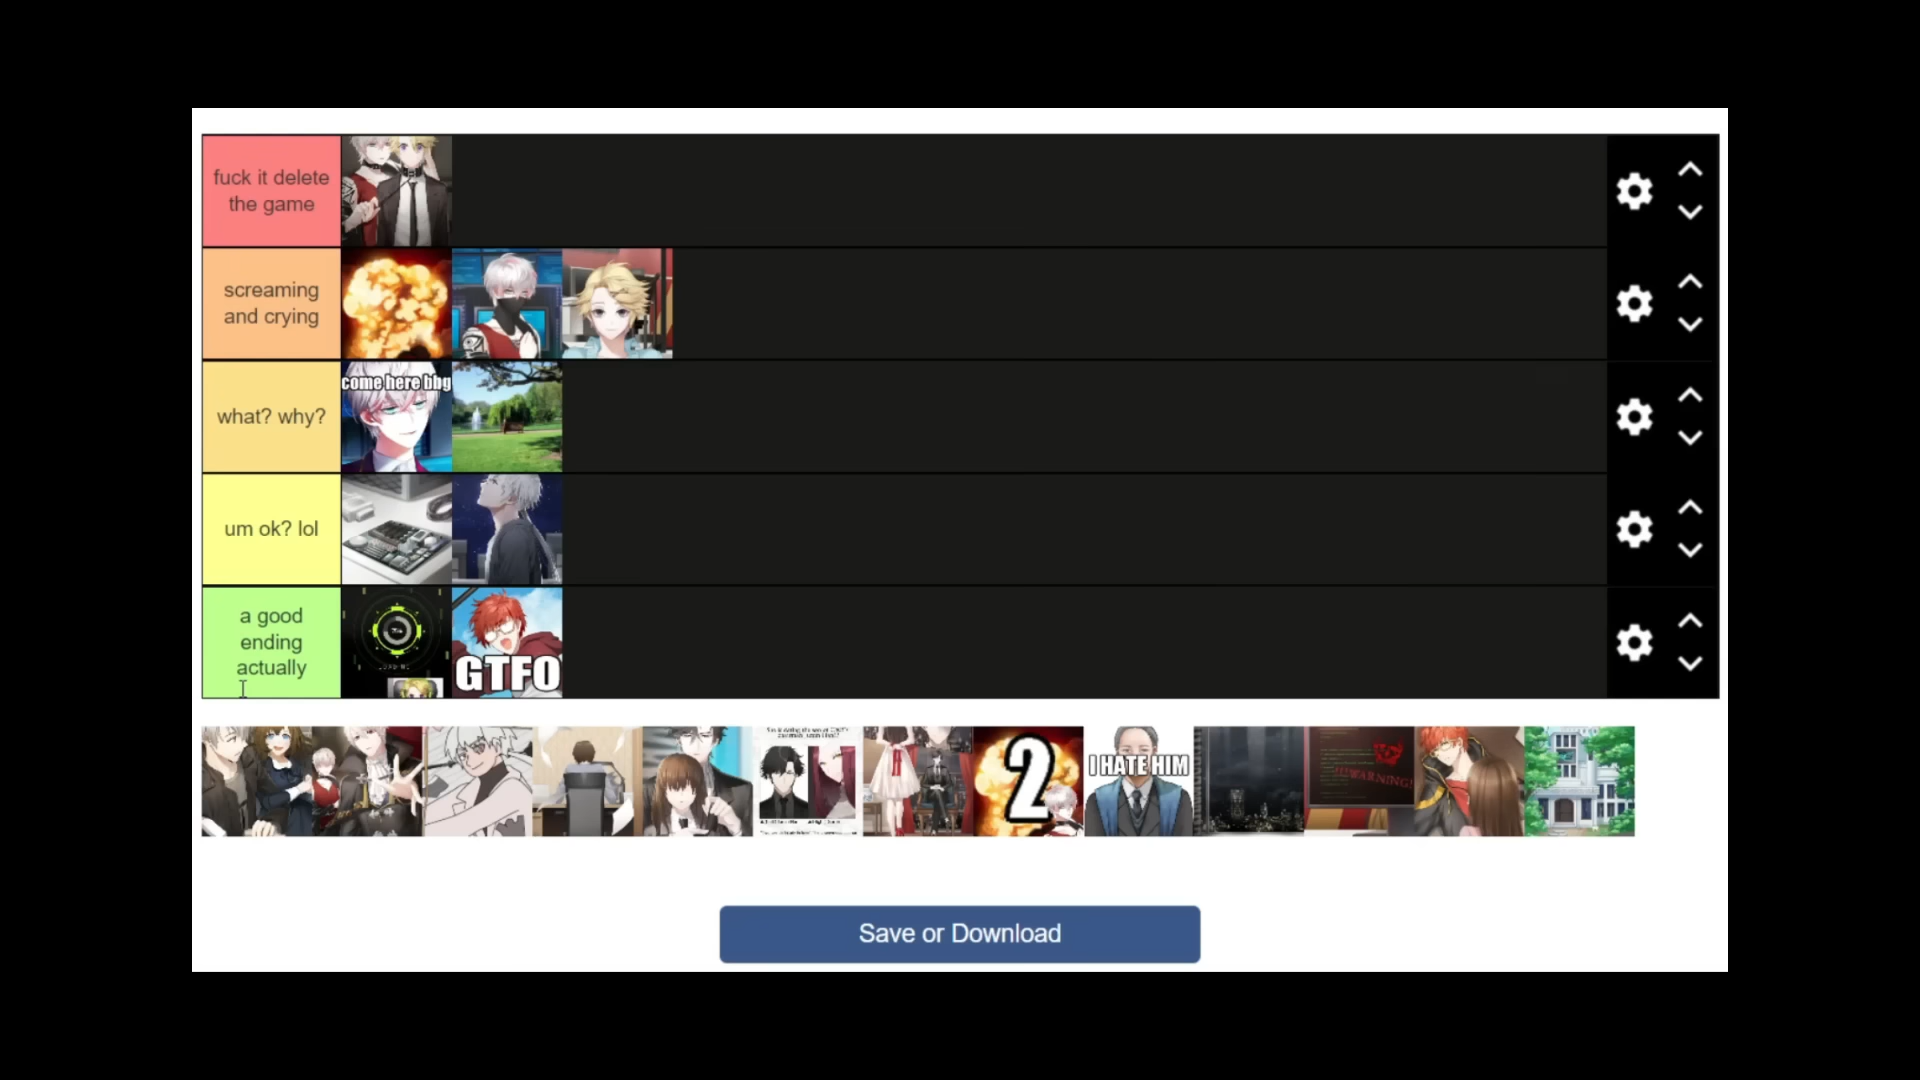 fuck it delete
the game
screaming
and crying
come here bbg
what? why?
um ok? lol
a good
ending
actually
GTFO
2
I HATE HIM
WARNING!
Save or Download